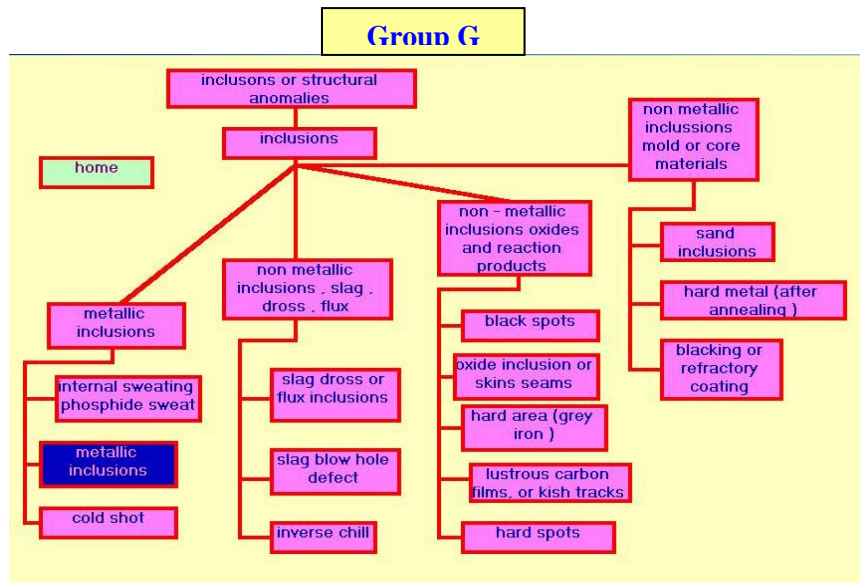 Group G
inclusons or structural
anomalies
inclusions
non metallic
inclussions
mold or core
materials
home
non - metallic
inclusions oxides
and reaction
products
sand
inclusions
non metallic
inclusions , slag ,
dross , flux
hard metal (after
annealing )
metallic
inclusions
black spots
blacking or
refractory
coating
oxide inclusion or
skins seams
internal sweating
phosphide sweat
slag dross or
flux inclusions
hard area (grey
iron )
metallic
inclusions
slag blow hole
defect
lustrous carbon
films, or kish tracks
cold shot
inverse chill
hard spots